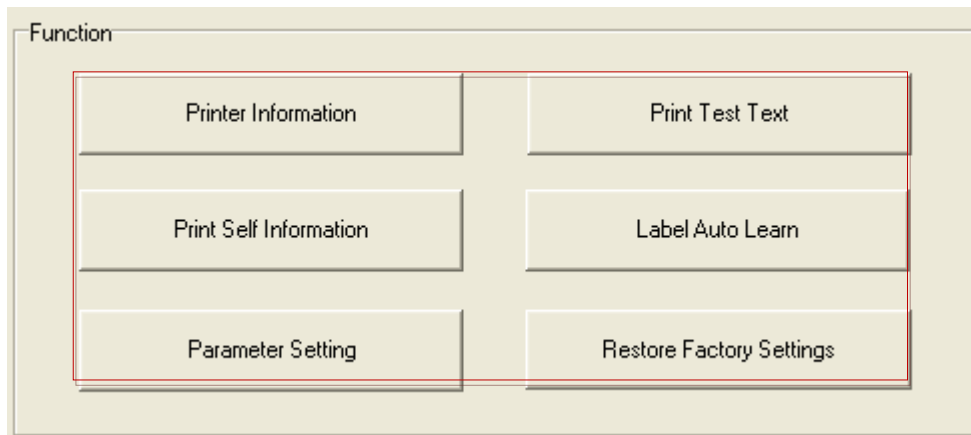 Function
Printer Information
Print Test Text
Print Self Information
Label Auto Learn
Parameter Setting
Restore Factory Settings